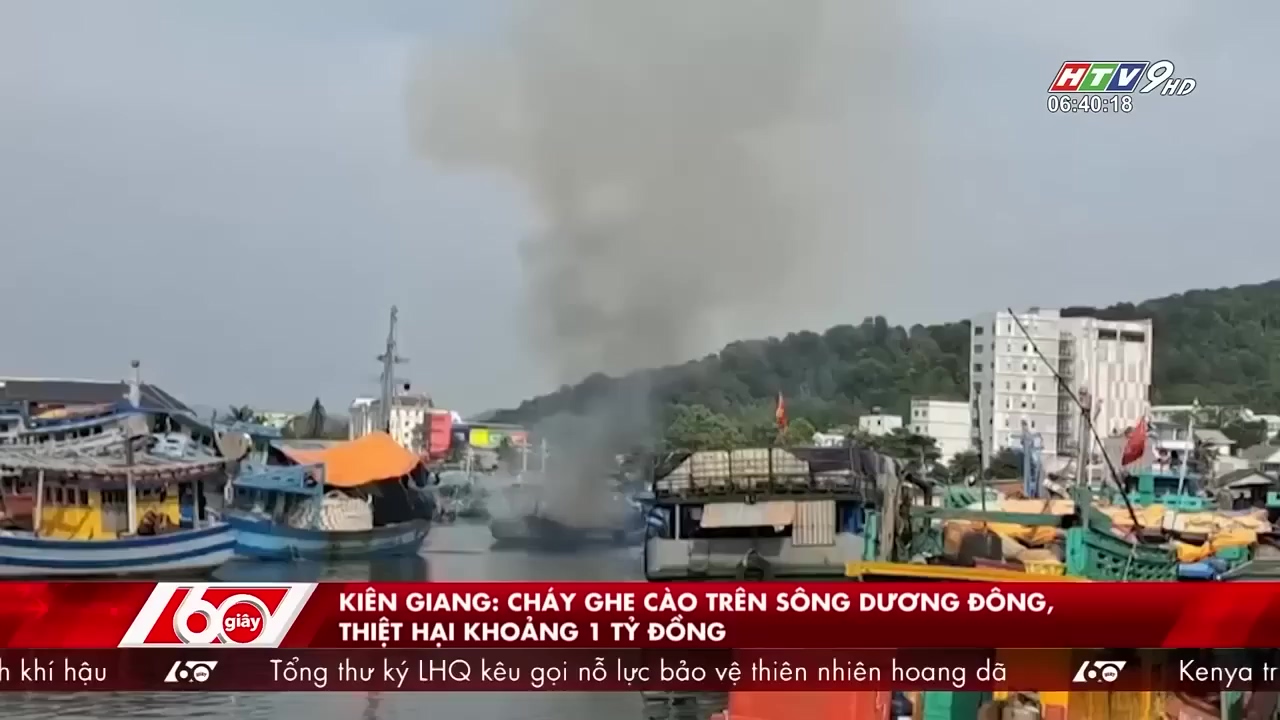 HTV9HD
06:40:18
60 giây
KIÊN GIANG: CHÁY GHE CÀO TRÊN SÔNG DƯƠNG ĐÔNG,
THIỆT HẠI KHOẢNG 1 TỶ ĐỒNG
h khí hậu 60 giây Tổng thư ký LHQ kêu gọi nỗ lực bảo vệ thiên nhiên hoang dã 60 giây Kenya tr